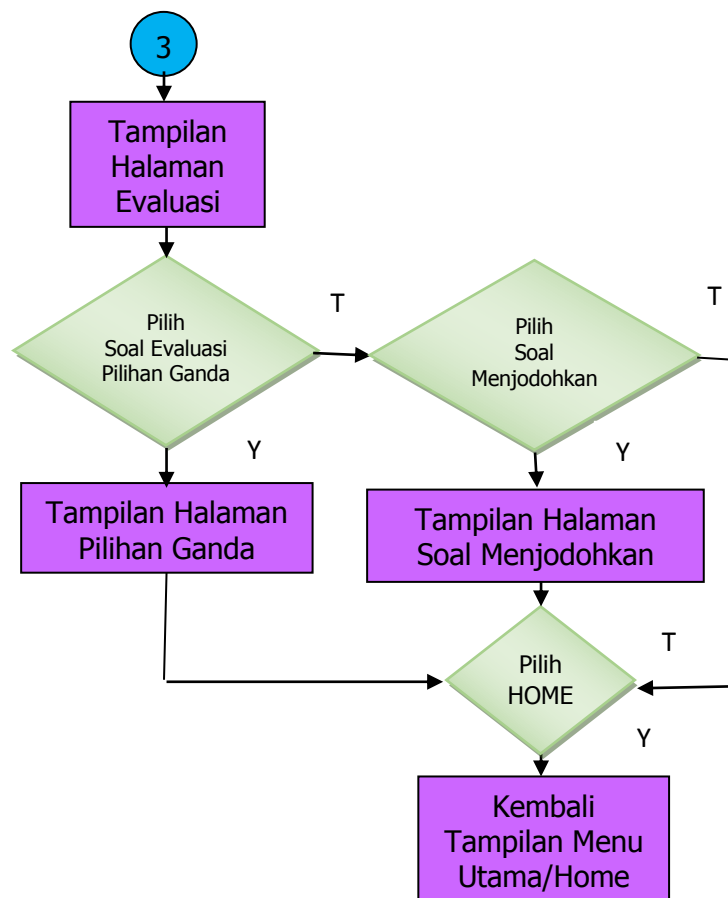 3
Tampilan
Halaman
Evaluasi
Pilih
Soal Evaluasi
Pilihan Ganda
T
Pilih
Soal
Menjodohkan
T
Y
Y
Tampilan Halaman
Pilihan Ganda
Tampilan Halaman
Soal Menjodohkan
Pilih
HOME
T
Y
Kembali
Tampilan Menu
Utama/Home